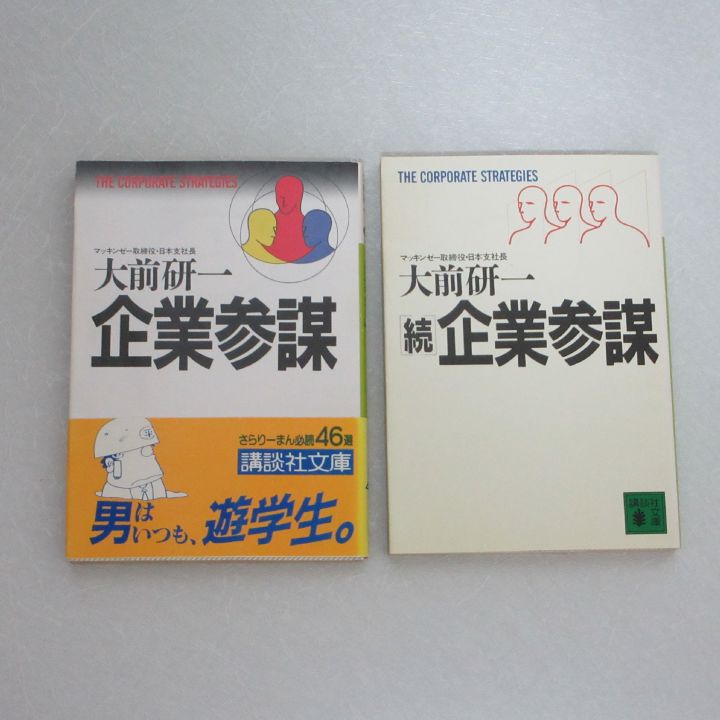 THE CORPORATE STRATEGIES
マッキンゼー取締役・日本支社長
大前研一
企業参謀
さらりーまん必読46選
講談社文庫
男はいつも、遊学生。
THE CORPORATE STRATEGIES
マッキンゼー取締役・日本支社長
大前研一
続 企業参謀
講談社
文庫